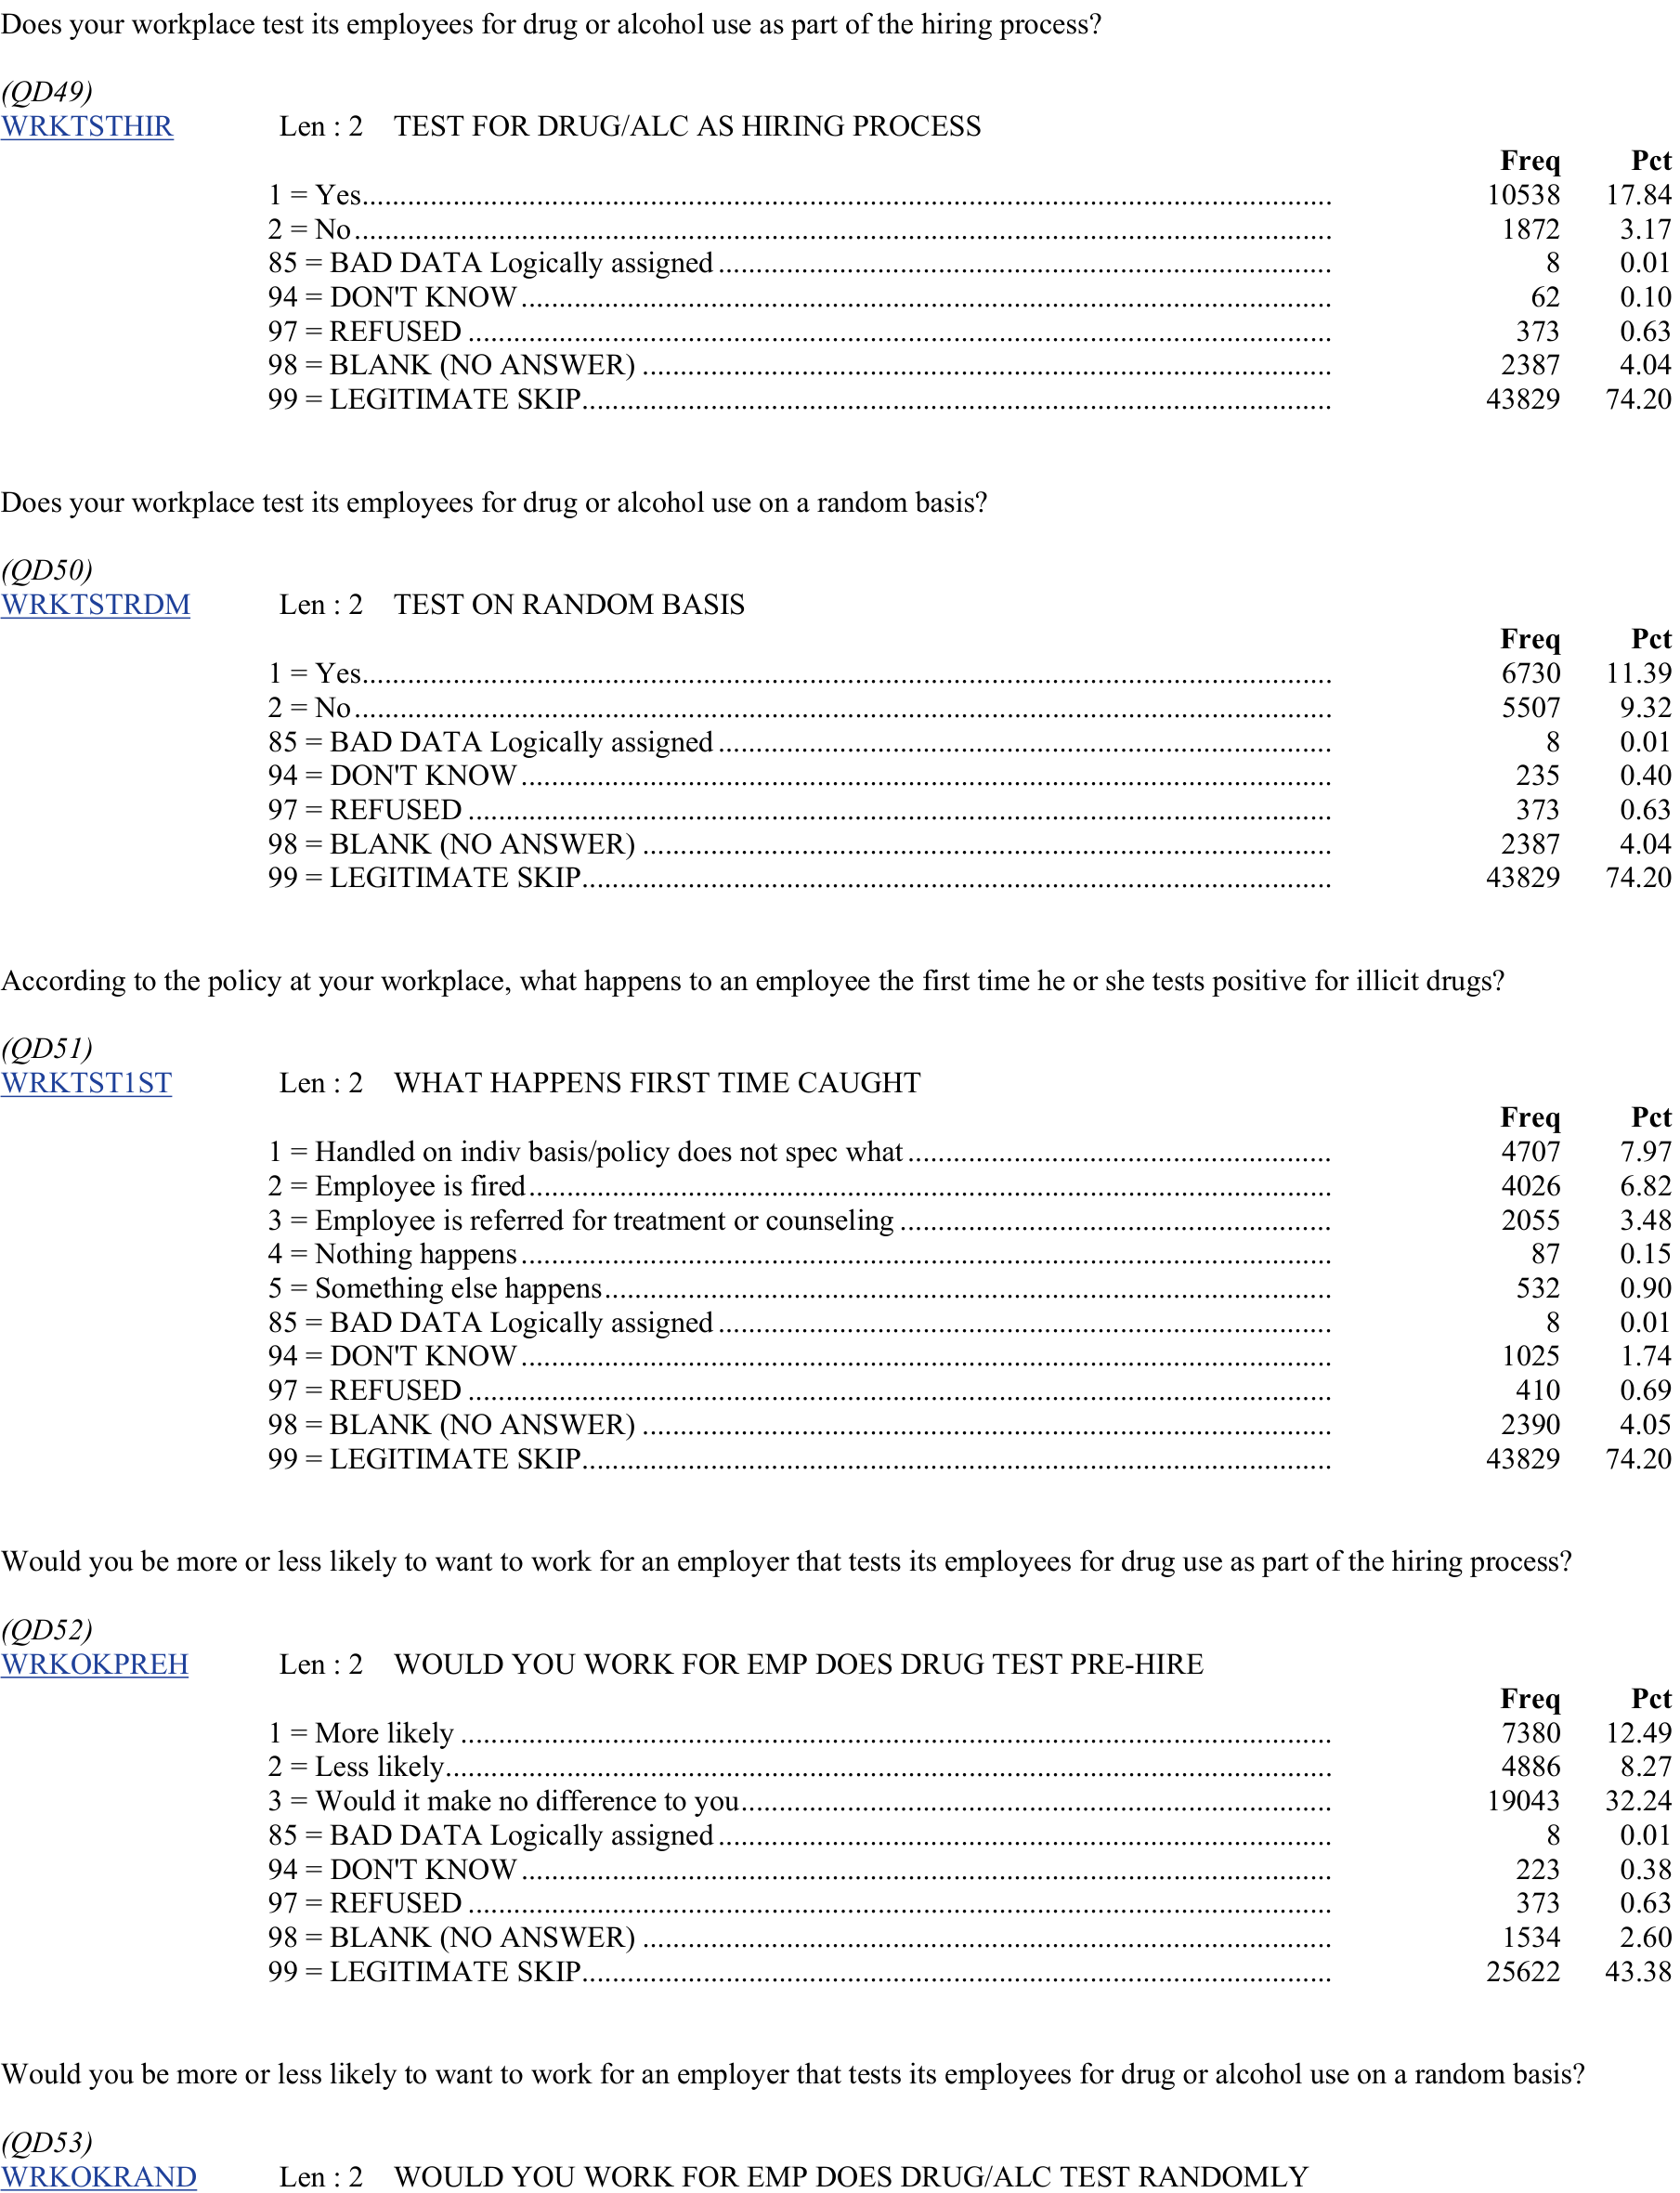 Does your workplace test its employees for drug or alcohol use as part of the hiring process?
(QD49)
WRKTSTHIR Len : 2 TEST FOR DRUG/ALC AS HIRING PROCESS
Freq Pct
1 = Yes................................................ 10538 17.84
2 = No................................................ 1872 3.17
85 = BAD DATA Logically assigned................................................ 8 0.01
94 = DON'T KNOW................................................ 62 0.10
97 = REFUSED................................................ 373 0.63
98 = BLANK (NO ANSWER)................................................ 2387 4.04
99 = LEGITIMATE SKIP................................................ 43829 74.20
Does your workplace test its employees for drug or alcohol use on a random basis?
(QD50)
WRKTSTRDM Len : 2 TEST ON RANDOM BASIS
Freq Pct
1 = Yes................................................ 6730 11.39
2 = No................................................ 5507 9.32
85 = BAD DATA Logically assigned................................................ 8 0.01
94 = DON'T KNOW................................................ 235 0.40
97 = REFUSED................................................ 373 0.63
98 = BLANK (NO ANSWER)................................................ 2387 4.04
99 = LEGITIMATE SKIP................................................ 43829 74.20
According to the policy at your workplace, what happens to an employee the first time he or she tests positive for illicit drugs?
(QD51)
WRKTST1ST Len : 2 WHAT HAPPENS FIRST TIME CAUGHT
Freq Pct
1 = Handled on indiv basis/policy does not spec what................................................ 4707 7.97
2 = Employee is fired................................................ 4026 6.82
3 = Employee is referred for treatment or counseling................................................ 2055 3.48
4 = Nothing happens................................................ 87 0.15
5 = Something else happens................................................ 532 0.90
85 = BAD DATA Logically assigned................................................ 8 0.01
94 = DON'T KNOW................................................ 1025 1.74
97 = REFUSED................................................ 410 0.69
98 = BLANK (NO ANSWER)................................................ 2390 4.05
99 = LEGITIMATE SKIP................................................ 43829 74.20
Would you be more or less likely to want to work for an employer that tests its employees for drug use as part of the hiring process?
(QD52)
WRKOKPREH Len : 2 WOULD YOU WORK FOR EMP DOES DRUG TEST PRE-HIRE
Freq Pct
1 = More likely................................................ 7380 12.49
2 = Less likely................................................ 4886 8.27
3 = Would it make no difference to you................................................ 19043 32.24
85 = BAD DATA Logically assigned................................................ 8 0.01
94 = DON'T KNOW................................................ 223 0.38
97 = REFUSED................................................ 373 0.63
98 = BLANK (NO ANSWER)................................................ 1534 2.60
99 = LEGITIMATE SKIP................................................ 25622 43.38
Would you be more or less likely to want to work for an employer that tests its employees for drug or alcohol use on a random basis?
(QD53)
WRKOKRAND Len : 2 WOULD YOU WORK FOR EMP DOES DRUG/ALC TEST RANDOMLY